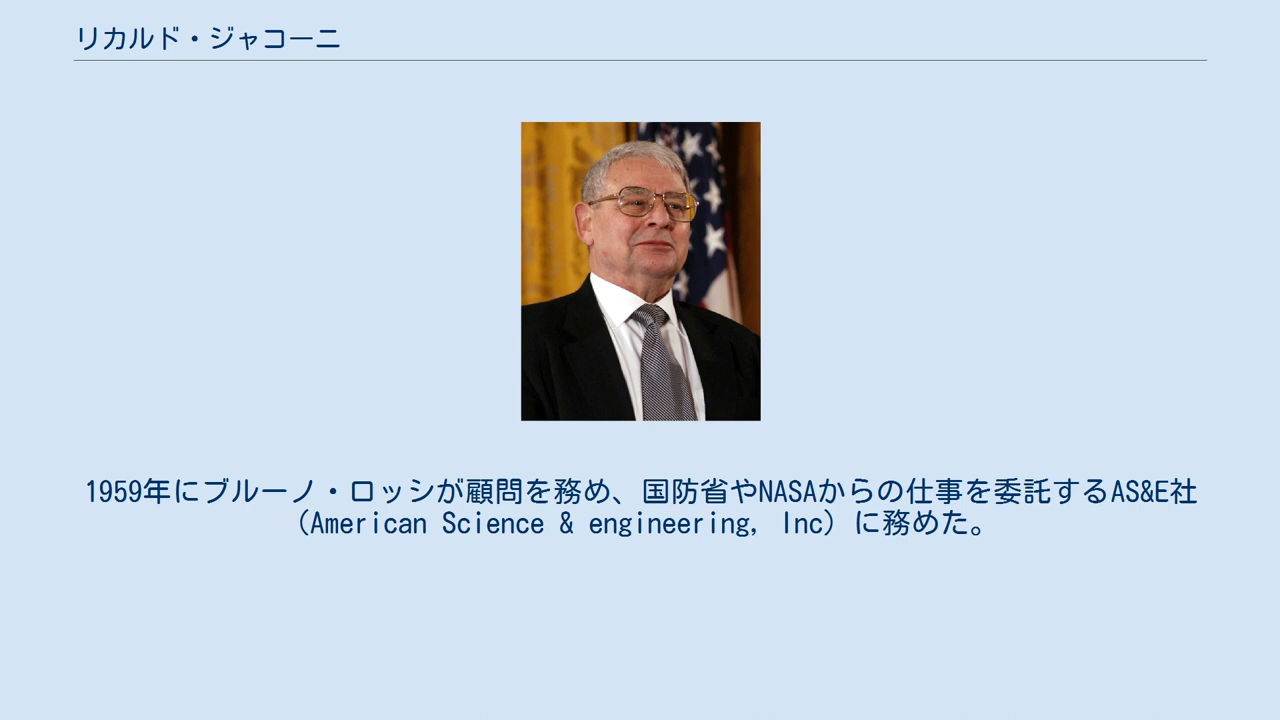 リカルド・ジャコーニ
1959年にブルーノ・ロッシが顧問を務め、国防省やNASAからの仕事を委託するAS&E社
（American Science & engineering, Inc）に務めた。